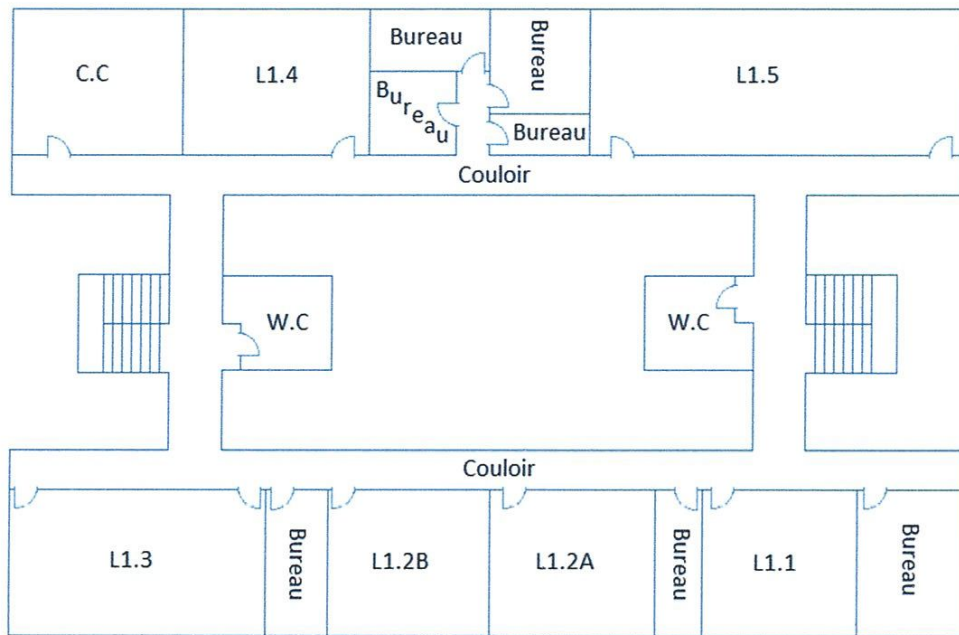 C.C
L1.4
Bureau
Bureau
Bureau
Bureau
L1.5
Couloir
W.C
W.C
Couloir
L1.3
Bureau
L1.2B
L1.2A
Bureau
L1.1
Bureau